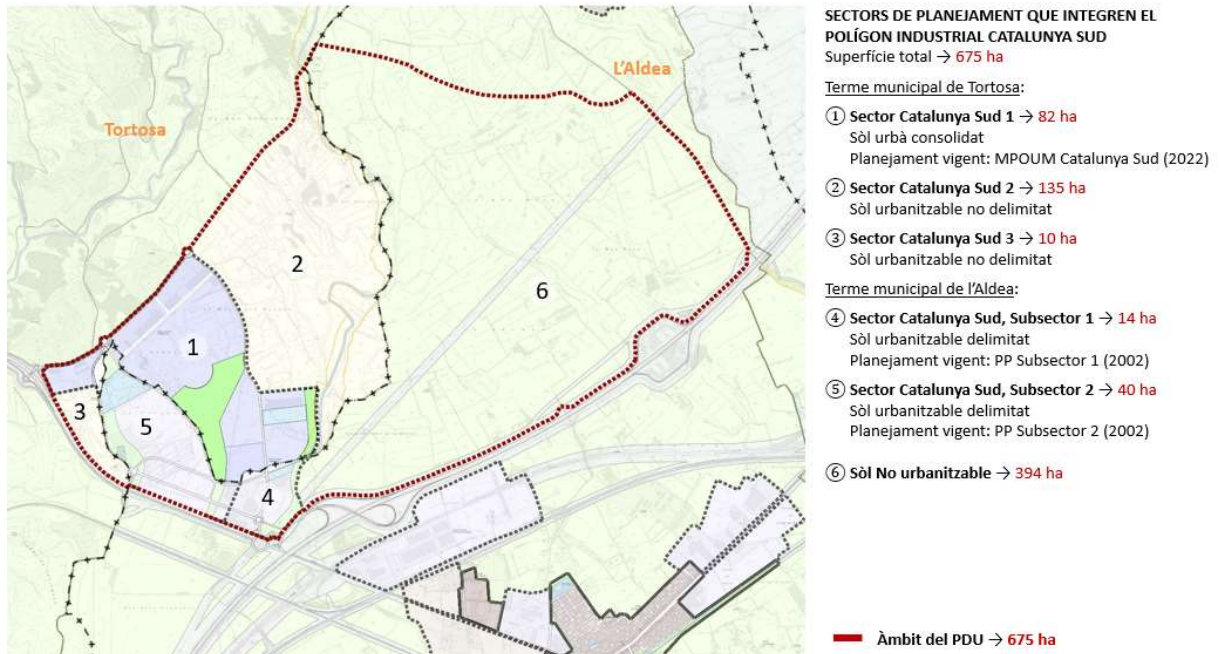 Tortosa
L'Aldea
1
2
3
4
5
6
SECTORS DE PLANEJAMENT QUE INTEGREN EL
POLÍGON INDUSTRIAL CATALUNYA SUD
Superfície total → 675 ha
Terme municipal de Tortosa:
① Sector Catalunya Sud 1 → 82 ha
Sòl urbà consolidat
Planejament vigent: MPOUM Catalunya Sud (2022)
② Sector Catalunya Sud 2 → 135 ha
Sòl urbanitzable no delimitat
③ Sector Catalunya Sud 3 → 10 ha
Sòl urbanitzable no delimitat
Terme municipal de l'Aldea:
④ Sector Catalunya Sud, Subsector 1 → 14 ha
Sòl urbanitzable delimitat
Planejament vigent: PP Subsector 1 (2002)
⑤ Sector Catalunya Sud, Subsector 2 → 40 ha
Sòl urbanitzable delimitat
Planejament vigent: PP Subsector 2 (2002)
⑥ Sòl No urbanitzable → 394 ha
Àmbit del PDU → 675 ha